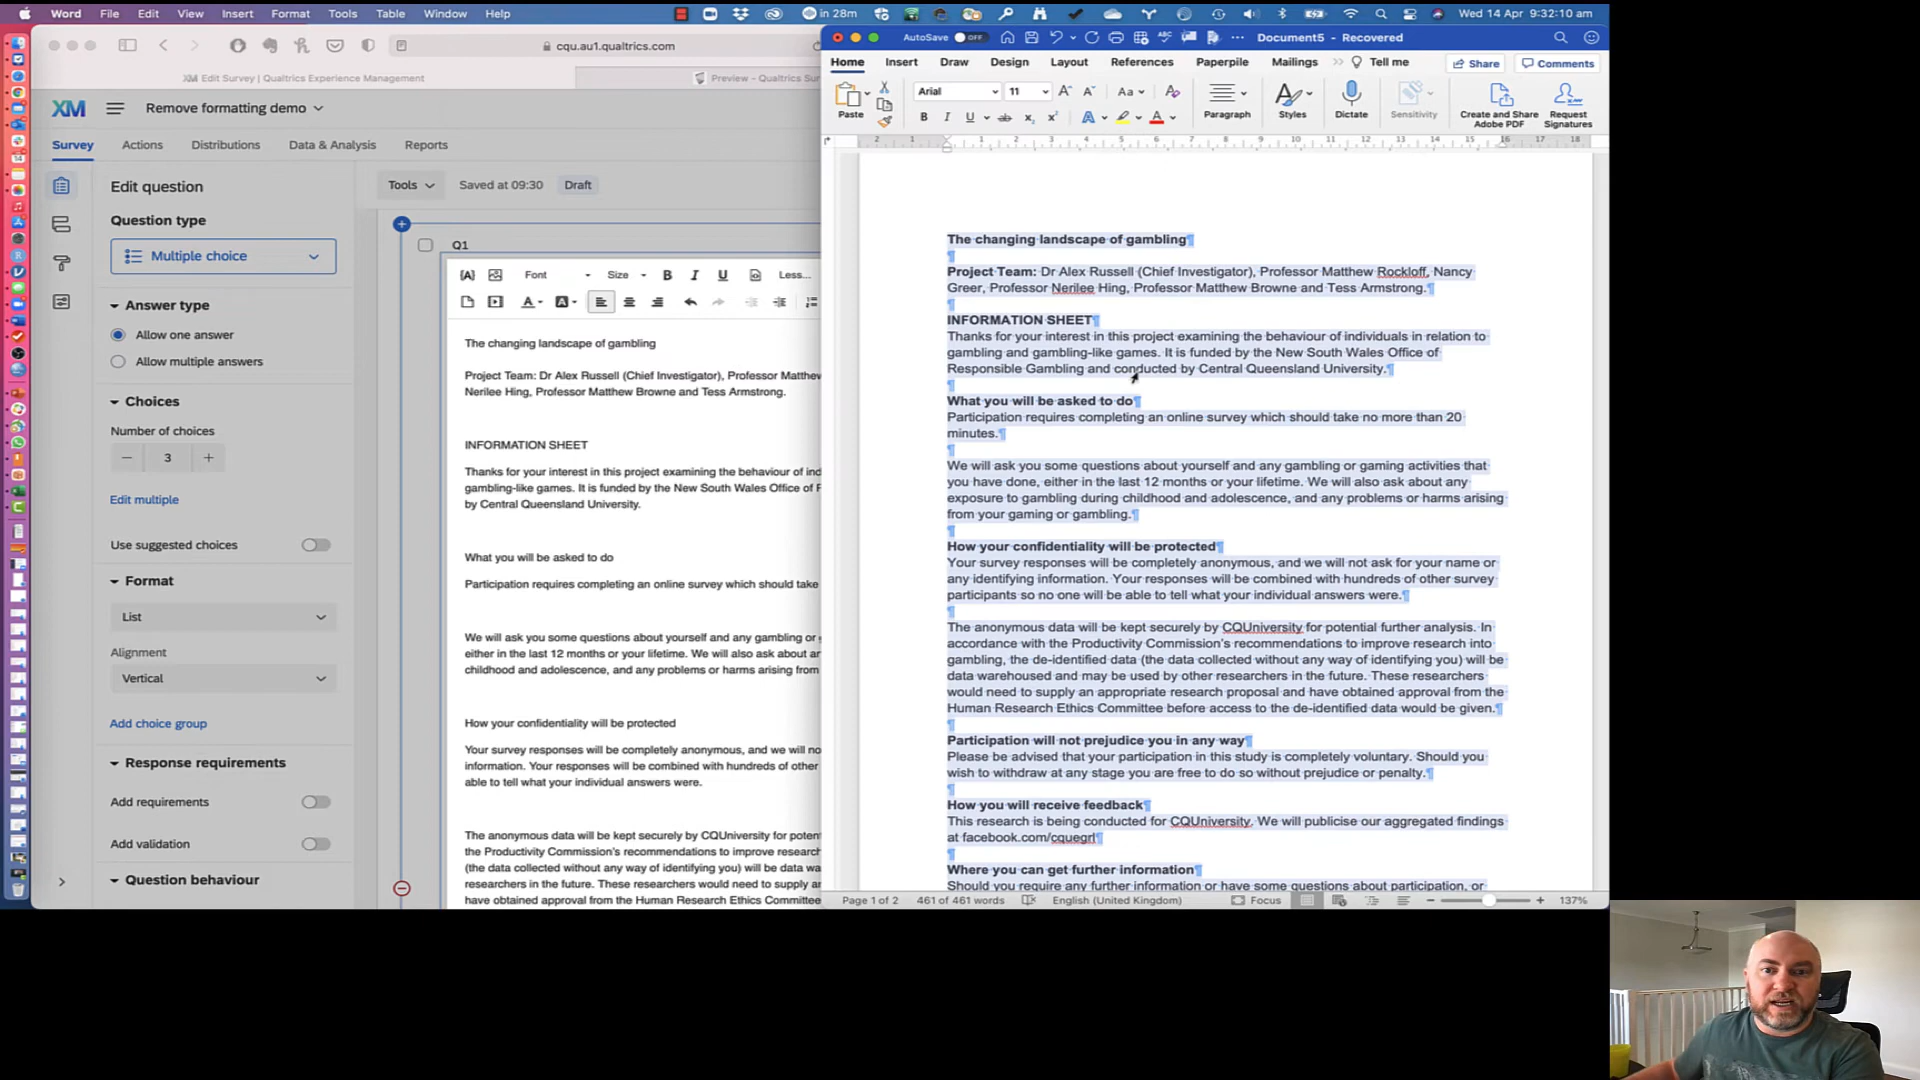 Word File Edit View Insert Format Tools Table Window Help
in 28m
Wed 14 Apr 9:32:10 am
cqu.au1.qualtrics.com
XM Edit Survey | Qualtrics Experience Management
Preview - Qualtrics Sur
XM
Remove formatting demo
Survey Actions Distributions Data & Analysis Reports
Edit question
Question type
Multiple choice
Answer type
Allow one answer
Allow multiple answers
Choices
Number of choices
3
Edit multiple
Use suggested choices
Format
List
Alignment
Vertical
Add choice group
Response requirements
Add requirements
Add validation
Question behaviour
Tools Saved at 09:30 Draft
Q1
Font Size B I U Less...
The changing landscape of gambling
Project Team: Dr Alex Russell (Chief Investigator), Professor Matthew
Nerilee Hing, Professor Matthew Browne and Tess Armstrong.
INFORMATION SHEET
Thanks for your interest in this project examining the behaviour of ind
gambling-like games. It is funded by the New South Wales Office of F
by Central Queensland University.
What you will be asked to do
Participation requires completing an online survey which should take
We will ask you some questions about yourself and any gambling or
either in the last 12 months or your lifetime. We will also ask about ar
childhood and adolescence, and any problems or harms arising from
How your confidentiality will be protected
Your survey responses will be completely anonymous, and we will no
information. Your responses will be combined with hundreds of other
able to tell what your individual answers were.
The anonymous data will be kept securely by CQUniversity for potent
the Productivity Commission's recommendations to improve research
(the data collected without any way of identifying you) will be data wa
researchers in the future. These researchers would need to supply an
have obtained approval from the Human Research Ethics Committee
AutoSave OFF
Document5 - Recovered
Home Insert Draw Design Layout References Paperpile Mailings Tell me
Share Comments
Paste
Arial 11
Aa
B I U ab
Paragraph
Styles
Dictate
Sensitivity
Create and Share
Adobe PDF
Request
Signatures
2 1 1 2 3 4 5 6 7 8 9 10 11 12 13 14 15 16 17 18
The changing landscape of gambling¶
¶
Project Team: Dr Alex Russell (Chief Investigator), Professor Matthew Rockloff, Nancy
Greer, Professor Nerilee Hing, Professor Matthew Browne and Tess Armstrong.¶
¶
INFORMATION SHEET¶
Thanks for your interest in this project examining the behaviour of individuals in relation to
gambling and gambling-like games. It is funded by the New South Wales Office of
Responsible Gambling and conducted by Central Queensland University.¶
¶
What you will be asked to do¶
Participation requires completing an online survey which should take no more than 20
minutes.¶
¶
We will ask you some questions about yourself and any gambling or gaming activities that
you have done, either in the last 12 months or your lifetime. We will also ask about any
exposure to gambling during childhood and adolescence, and any problems or harms arising
from your gaming or gambling.¶
¶
How your confidentiality will be protected¶
Your survey responses will be completely anonymous, and we will not ask for your name or
any identifying information. Your responses will be combined with hundreds of other survey
participants so no one will be able to tell what your individual answers were.¶
¶
The anonymous data will be kept securely by CQUniversity for potential further analysis. In
accordance with the Productivity Commission's recommendations to improve research into
gambling, the de-identified data (the data collected without any way of identifying you) will be
data warehoused and may be used by other researchers in the future. These researchers
would need to supply an appropriate research proposal and have obtained approval from the
Human Research Ethics Committee before access to the de-identified data would be given.¶
¶
Participation will not prejudice you in any way¶
Please be advised that your participation in this study is completely voluntary. Should you
wish to withdraw at any stage you are free to do so without prejudice or penalty.¶
¶
How you will receive feedback¶
This research is being conducted for CQUniversity. We will publicise our aggregated findings
at facebook.com/cquegrl¶
¶
Where you can get further information¶
Should you require any further information or have some questions about participation, or
Page 1 of 2 461 of 461 words English (United Kingdom) Focus 137%